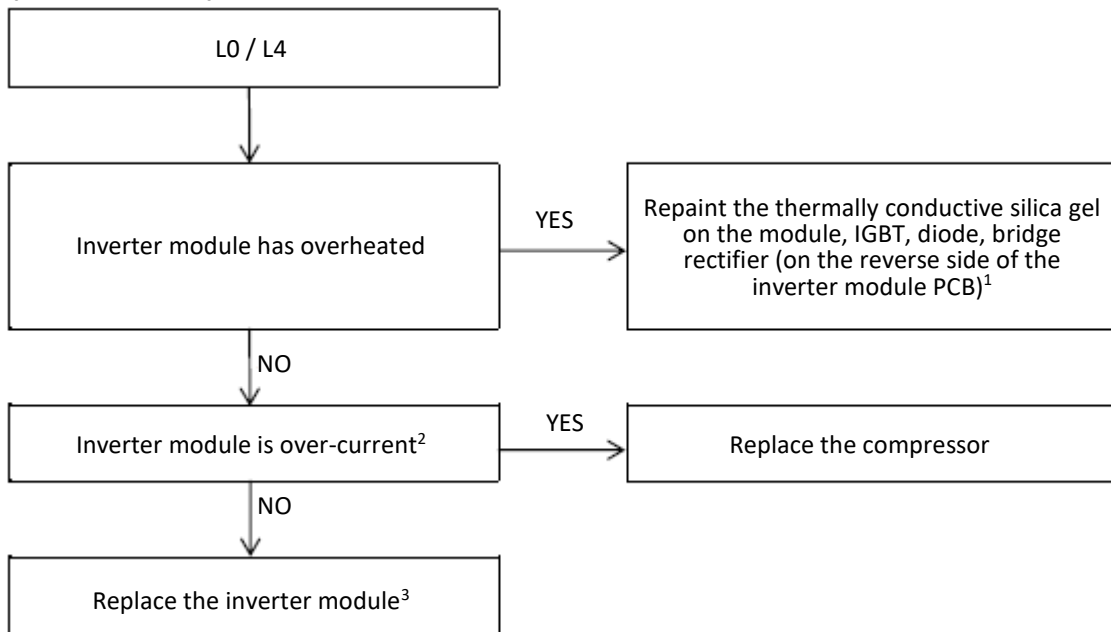 L0 / L4
Inverter module has overheated
YES
Repaint the thermally conductive silica gel
on the module, IGBT, diode, bridge
rectifier (on the reverse side of the
inverter module PCB)1
NO
Inverter module is over-current2
YES
Replace the compressor
NO
Replace the inverter module3